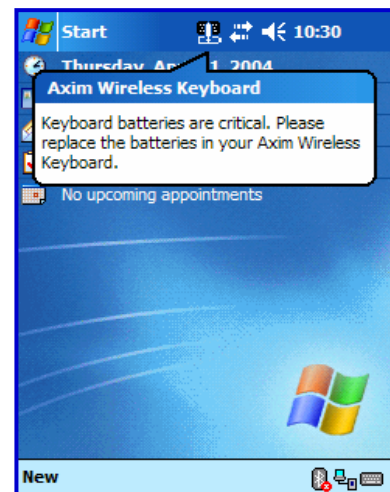 Start 10:30
Thursday, Ap 1, 2004
Axim Wireless Keyboard
Keyboard batteries are critical. Please
replace the batteries in your Axim Wireless
Keyboard.
No upcoming appointments
New